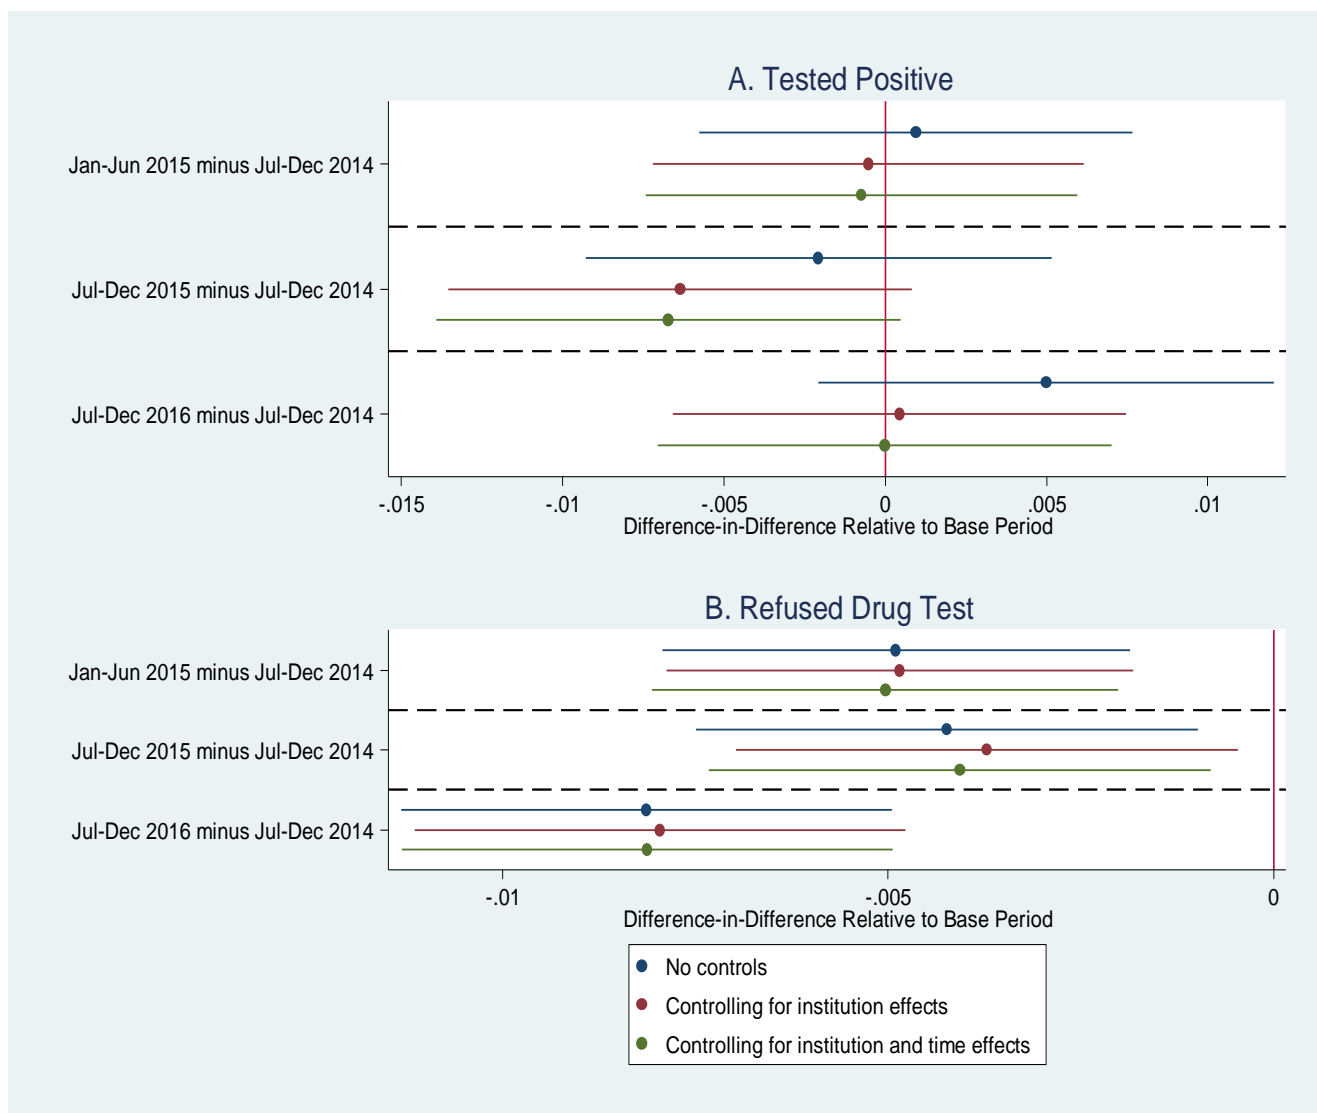 A. Tested Positive
Jan-Jun 2015 minus Jul-Dec 2014
Jul-Dec 2015 minus Jul-Dec 2014
Jul-Dec 2016 minus Jul-Dec 2014
-.015 -.01 -.005 0 .005 .01
Difference-in-Difference Relative to Base Period
B. Refused Drug Test
Jan-Jun 2015 minus Jul-Dec 2014
Jul-Dec 2015 minus Jul-Dec 2014
Jul-Dec 2016 minus Jul-Dec 2014
-.01 -.005 0
Difference-in-Difference Relative to Base Period
No controls
Controlling for institution effects
Controlling for institution and time effects